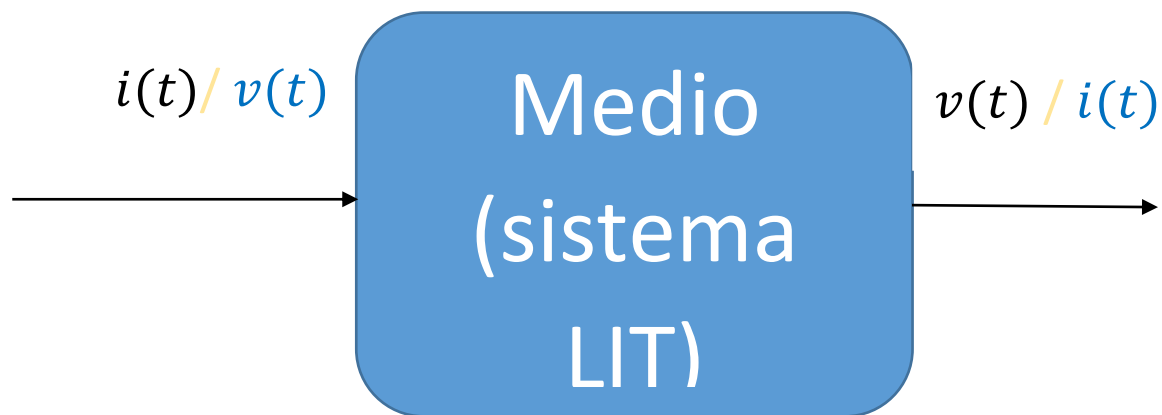 i(t)/ v(t)
Medio
(sistema
LIT)
v(t) / i(t)